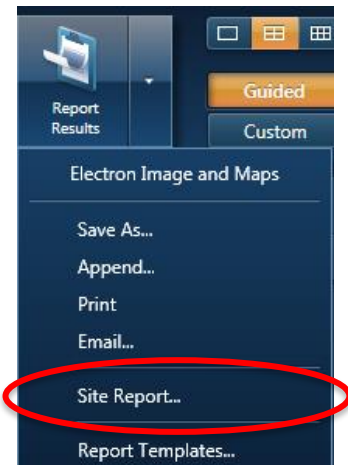 Report
Results
Guided
Custom
Electron Image and Maps
Save As...
Append...
Print
Email...
Site Report...
Report Templates...